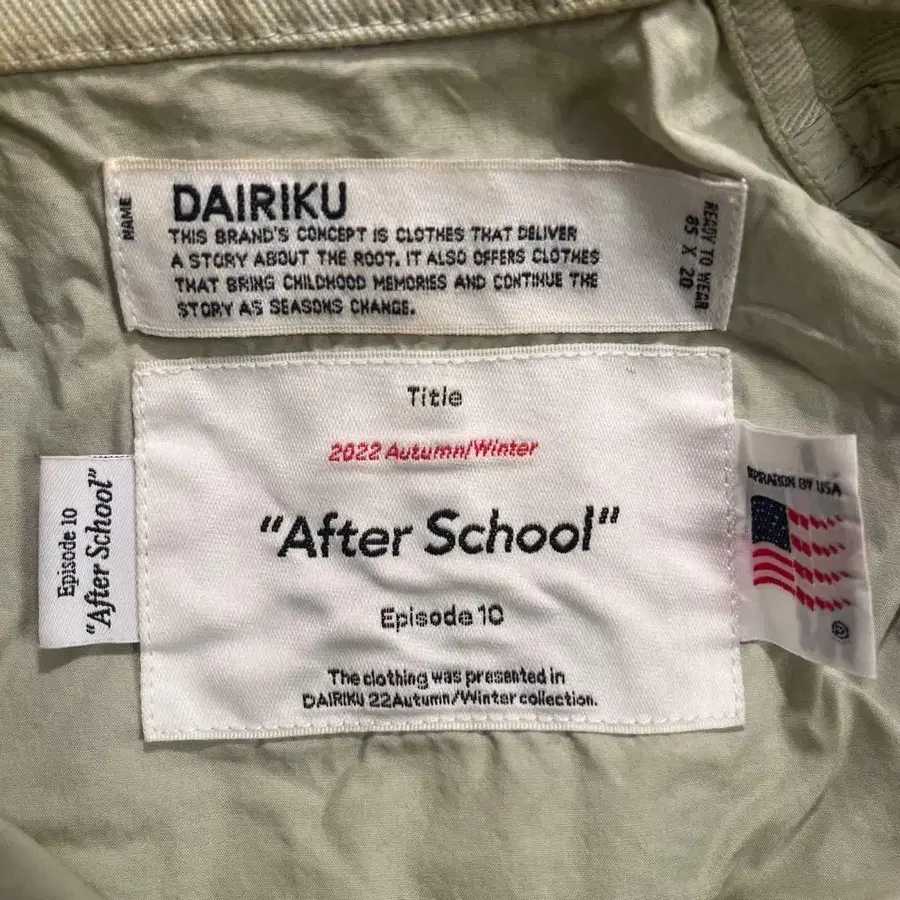 NAME
DAIRIKU
THIS BRAND'S CONCEPT IS CLOTHES THAT DELIVER
A STORY ABOUT THE ROOT. IT ALSO OFFERS CLOTHES
THAT BRING CHILDHOOD MEMORIES AND CONTINUE THE
STORY AS SEASONS CHANGE.
READY TO WEAR
85 X 20
Title
2022 Autumn/Winter
"After School"
Episode 10
The clothing was presented in
DAIRIKU 22Autumn/Winter collection.
Episode 10
"After School"
BY USA